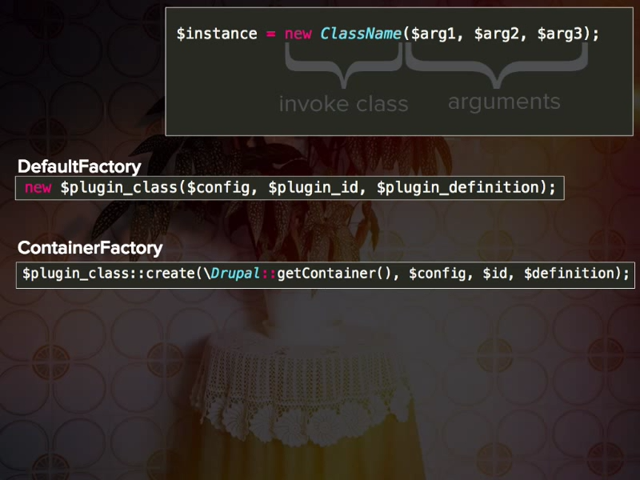 $instance = new ClassName($arg1, $arg2, $arg3);
invoke class arguments
DefaultFactory
new $plugin_class($config, $plugin_id, $plugin_definition);
ContainerFactory
$plugin_class::create(\Drupal::getContainer(), $config, $id, $definition);